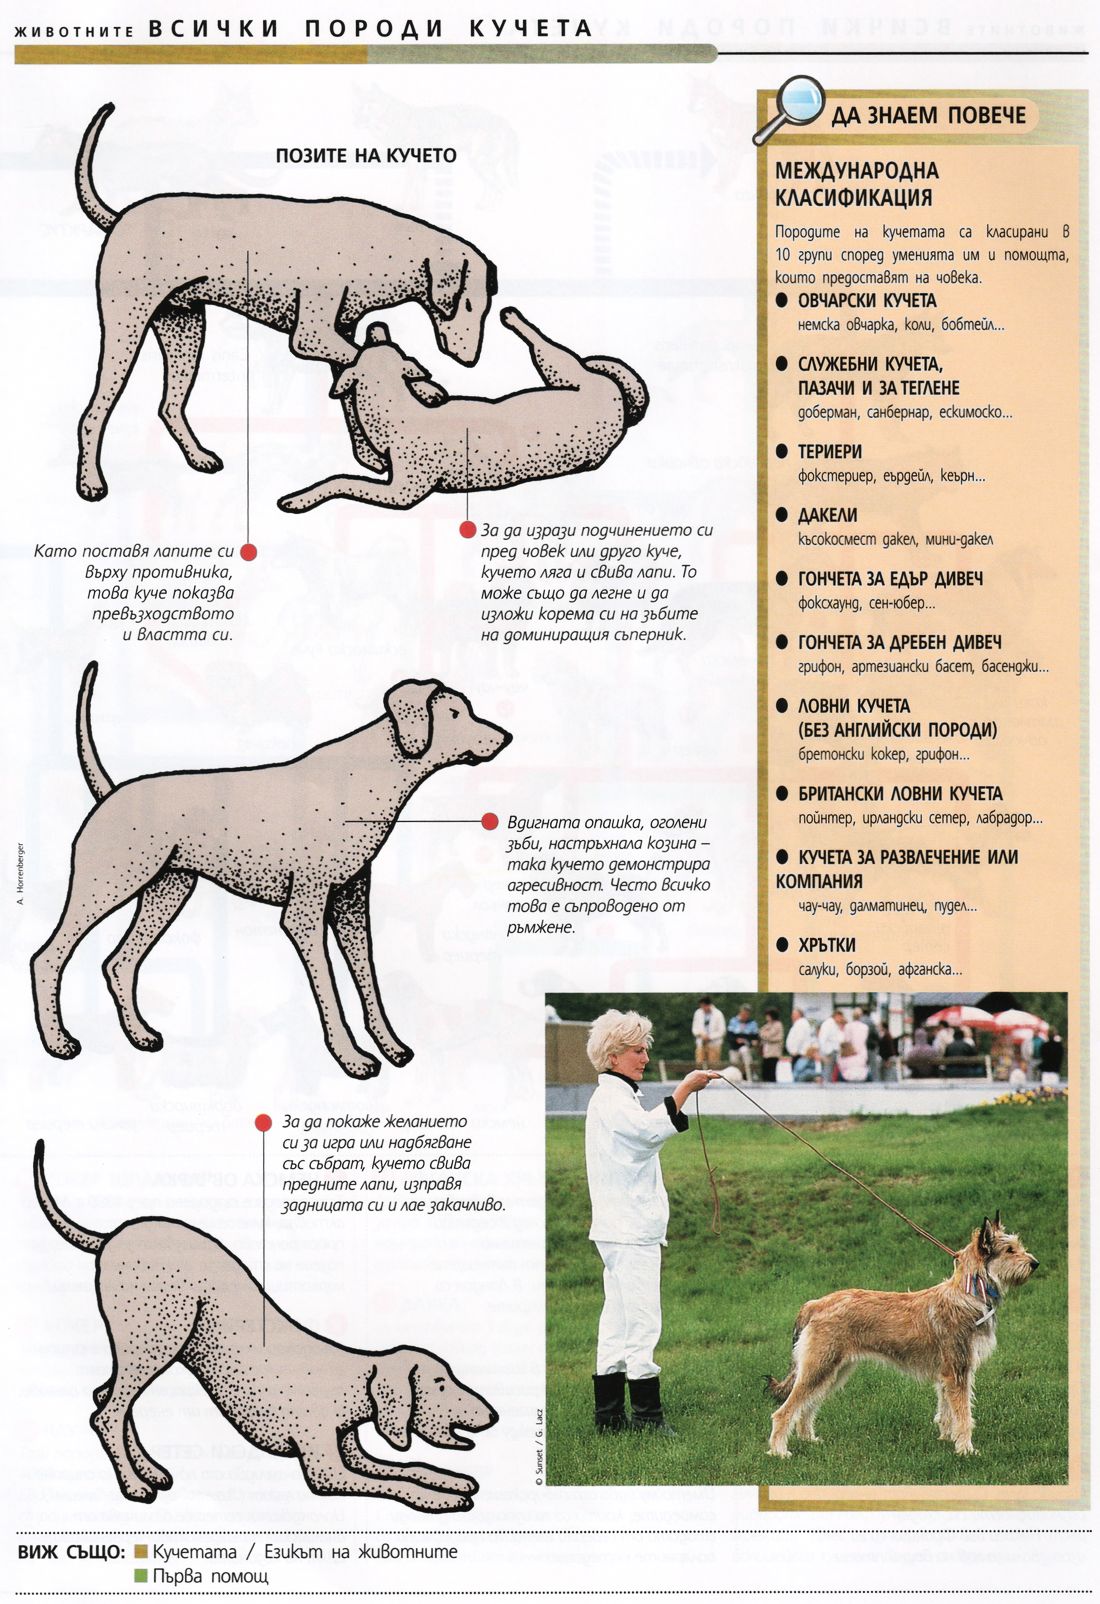 ЖИВОТНИТЕ ВСИЧКИ ПОРОДИ КУЧЕТА
ПОЗИТЕ НА КУЧЕТО
Като поставя лапите си
върху противника,
това куче показва
превъзходството
и властта си.
За да изрази подчинението си
пред човек или друго куче,
кучето ляга и свива лапи. То
може също да легне и да
изложи корема си на зъбите
на доминиращия съперник.
Вдигната опашка, оголени
зъби, настръхнала козина –
така кучето демонстрира
агресивност. Често всичко
това е съпроводено от
ръмжене.
A. Horrenberger
За да покаже желанието
си за игра или надбягване
със събрат, кучето свива
предните лапи, изправя
задницата си и лае закачливо.
ДА ЗНАЕМ ПОВЕЧЕ
МЕЖДУНАРОДНА
КЛАСИФИКАЦИЯ
Породите на кучетата са класирани в
10 групи според уменията им и помощта,
които предоставят на човека.
● ОВЧАРСКИ КУЧЕТА
немска овчарка, коли, бобтейл...
● СЛУЖЕБНИ КУЧЕТА,
ПАЗАЧИ И ЗА ТЕГЛЕНЕ
доберман, санбернар, ескимоско...
● ТЕРИЕРИ
фокстериер, еърдейл, кеърн...
● ДАКЕЛИ
късокосмест дакел, мини-дакел
● ГОНЧЕТА ЗА ЕДЪР ДИВЕЧ
фоксхаунд, сен-юбер...
● ГОНЧЕТА ЗА ДРЕБЕН ДИВЕЧ
грифон, артезиански басет, басенджи...
● ЛОВНИ КУЧЕТА
(БЕЗ АНГЛИЙСКИ ПОРОДИ)
бретонски кокер, грифон...
● БРИТАНСКИ ЛОВНИ КУЧЕТА
пойнтер, ирландски сетер, лабрадор...
● КУЧЕТА ЗА РАЗВЛЕЧЕНИЕ ИЛИ
КОМПАНИЯ
чау-чау, далматинец, пудел...
● ХРЪТКИ
салуки, борзой, афганска...
© Sunset / G. Lacz
ВИЖ СЪЩО: Кучетата / Езикът на животните
Първа помощ